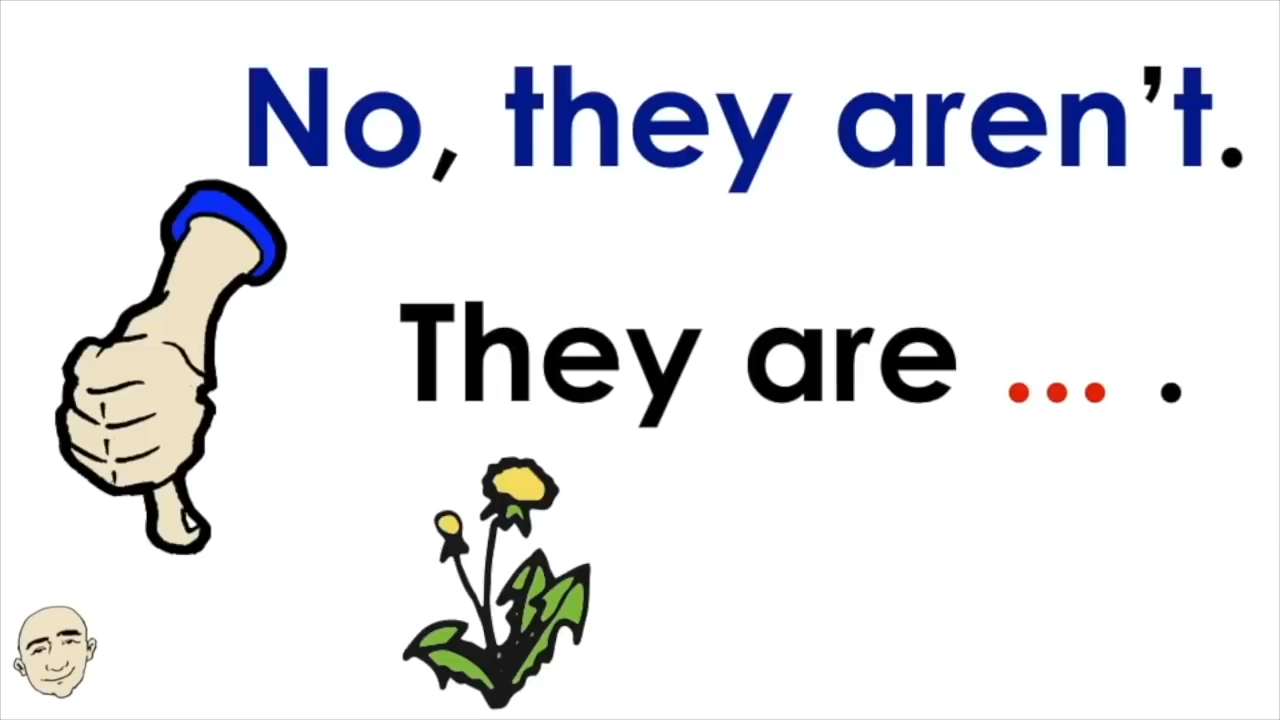 No, they aren’t.
They are ... .